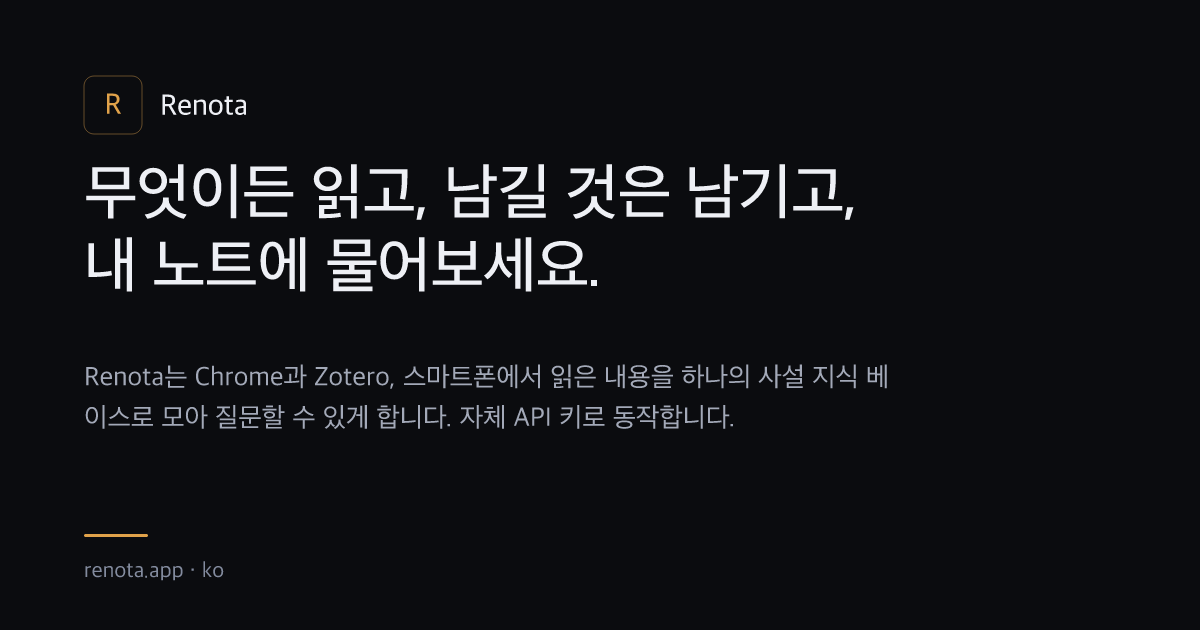 R
Renota
무엇이든 읽고, 남길 것은 남기고,
내 노트에 물어보세요.
Renota는 Chrome과 Zotero, 스마트폰에서 읽은 내용을 하나의 사설 지식 베
이스로 모아 질문할 수 있게 합니다. 자체 API 키로 동작합니다.
renota.app · ko